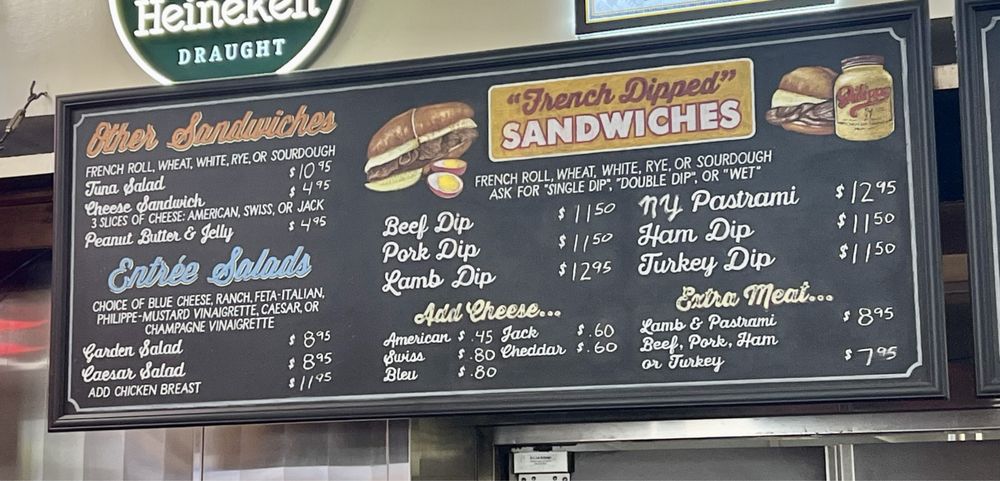 Heineken
DRAUGHT
Other Sandwiches
FRENCH ROLL, WHEAT, WHITE, RYE, OR SOURDOUGH
Tuna Salad $10 95
Cheese Sandwich $4 95
3 SLICES OF CHEESE: AMERICAN, SWISS, OR JACK
Peanut Butter & Jelly $4 95
Entrée Salads
CHOICE OF BLUE CHEESE, RANCH, FETA-ITALIAN,
PHILIPPE-MUSTARD VINAIGRETTE, CAESAR, OR
CHAMPAGNE VINAIGRETTE
Garden Salad $8 95
Caesar Salad $8 95
ADD CHICKEN BREAST $11 95
"French Dipped"
SANDWICHES
FRENCH ROLL, WHEAT, WHITE, RYE, OR SOURDOUGH
ASK FOR "SINGLE DIP", "DOUBLE DIP", OR "WET"
Beef Dip $11 50
Pork Dip $11 50
Lamb Dip $12 95
NY Pastrami $12 95
Ham Dip $11 50
Turkey Dip $11 50
Add Cheese...
American $.45 Jack $.60
Swiss $.80 Cheddar $.60
Bleu $.80
Extra Meat...
Lamb & Pastrami $8 95
Beef, Pork, Ham
or Turkey $7 95
Philippe